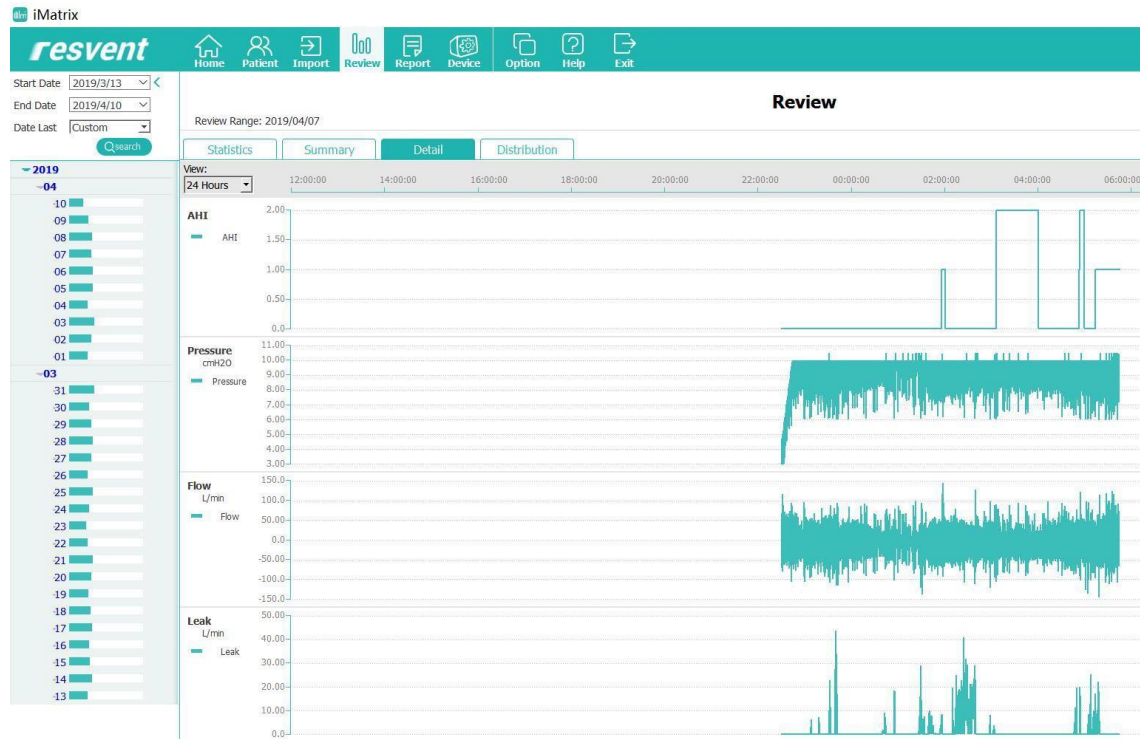 iMatrix
resvent
Home Patient Import Review Report Device Option Help Exit
Start Date 2019/3/13
End Date 2019/4/10
Date Last Custom
search
Review
Review Range: 2019/04/07
Statistics Summary Detail Distribution
View:
24 Hours
12:00:00 14:00:00 16:00:00 18:00:00 20:00:00 22:00:00 00:00:00 02:00:00 04:00:00 06:00:00
2019
04
10
09
08
07
06
05
04
03
02
01
03
31
30
29
28
27
26
25
24
23
22
21
20
19
18
17
16
15
14
13
AHI
AHI
2.00
1.50
1.00
0.50
0.0
Pressure
cmH2O
Pressure
11.00
10.00
9.00
8.00
7.00
6.00
5.00
4.00
3.00
Flow
L/min
Flow
150.0
100.0
50.00
0.0
-50.00
-100.0
-150.0
Leak
L/min
Leak
50.00
40.00
30.00
20.00
10.00
0.0